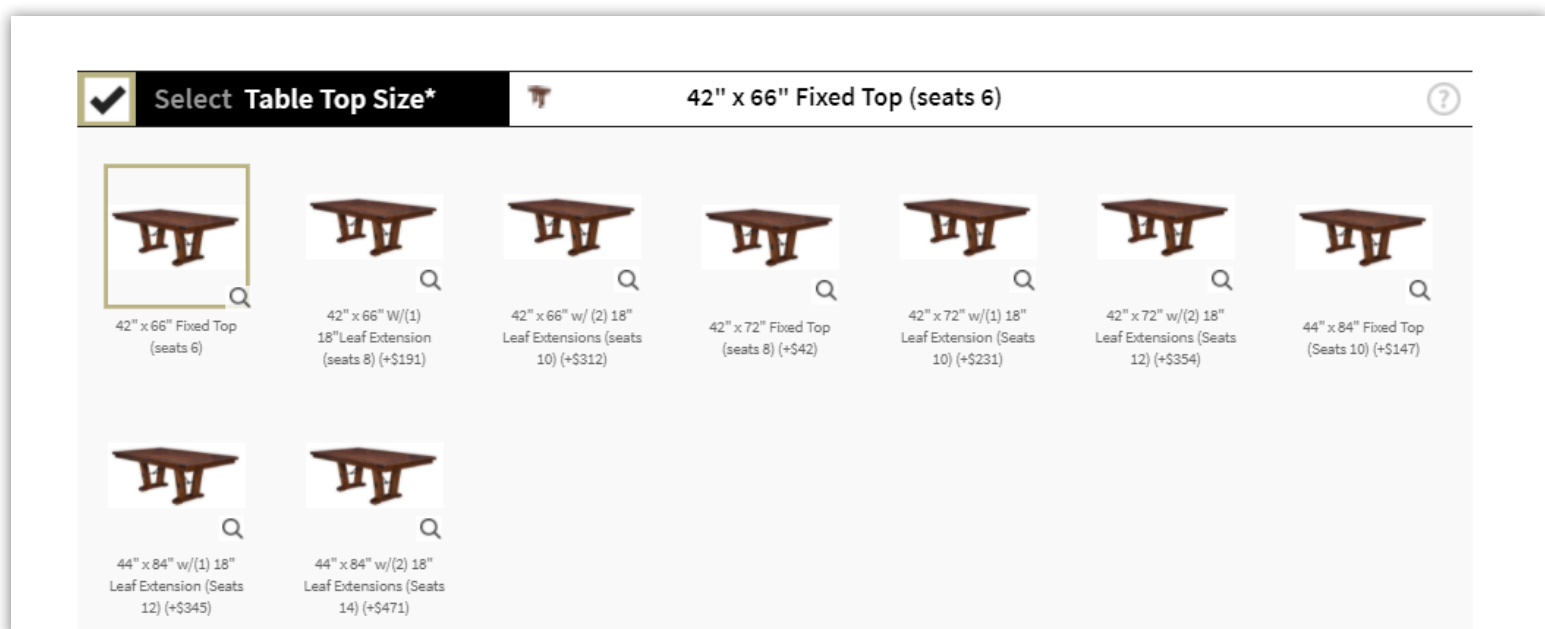 Select Table Top Size*
42" x 66" Fixed Top (seats 6)
?
42" x 66" Fixed Top
(seats 6)
42" x 66" W/(1)
18"Leaf Extension
(seats 8) (+$191)
42" x 66" w/ (2) 18"
Leaf Extensions (seats
10) (+$312)
42" x 72" Fixed Top
(seats 8) (+$42)
42" x 72" w/(1) 18"
Leaf Extension (Seats
10) (+$231)
42" x 72" w/(2) 18"
Leaf Extensions (Seats
12) (+$354)
44" x 84" Fixed Top
(Seats 10) (+$147)
44" x 84" w/(1) 18"
Leaf Extension (Seats
12) (+$345)
44" x 84" w/(2) 18"
Leaf Extensions (Seats
14) (+$471)